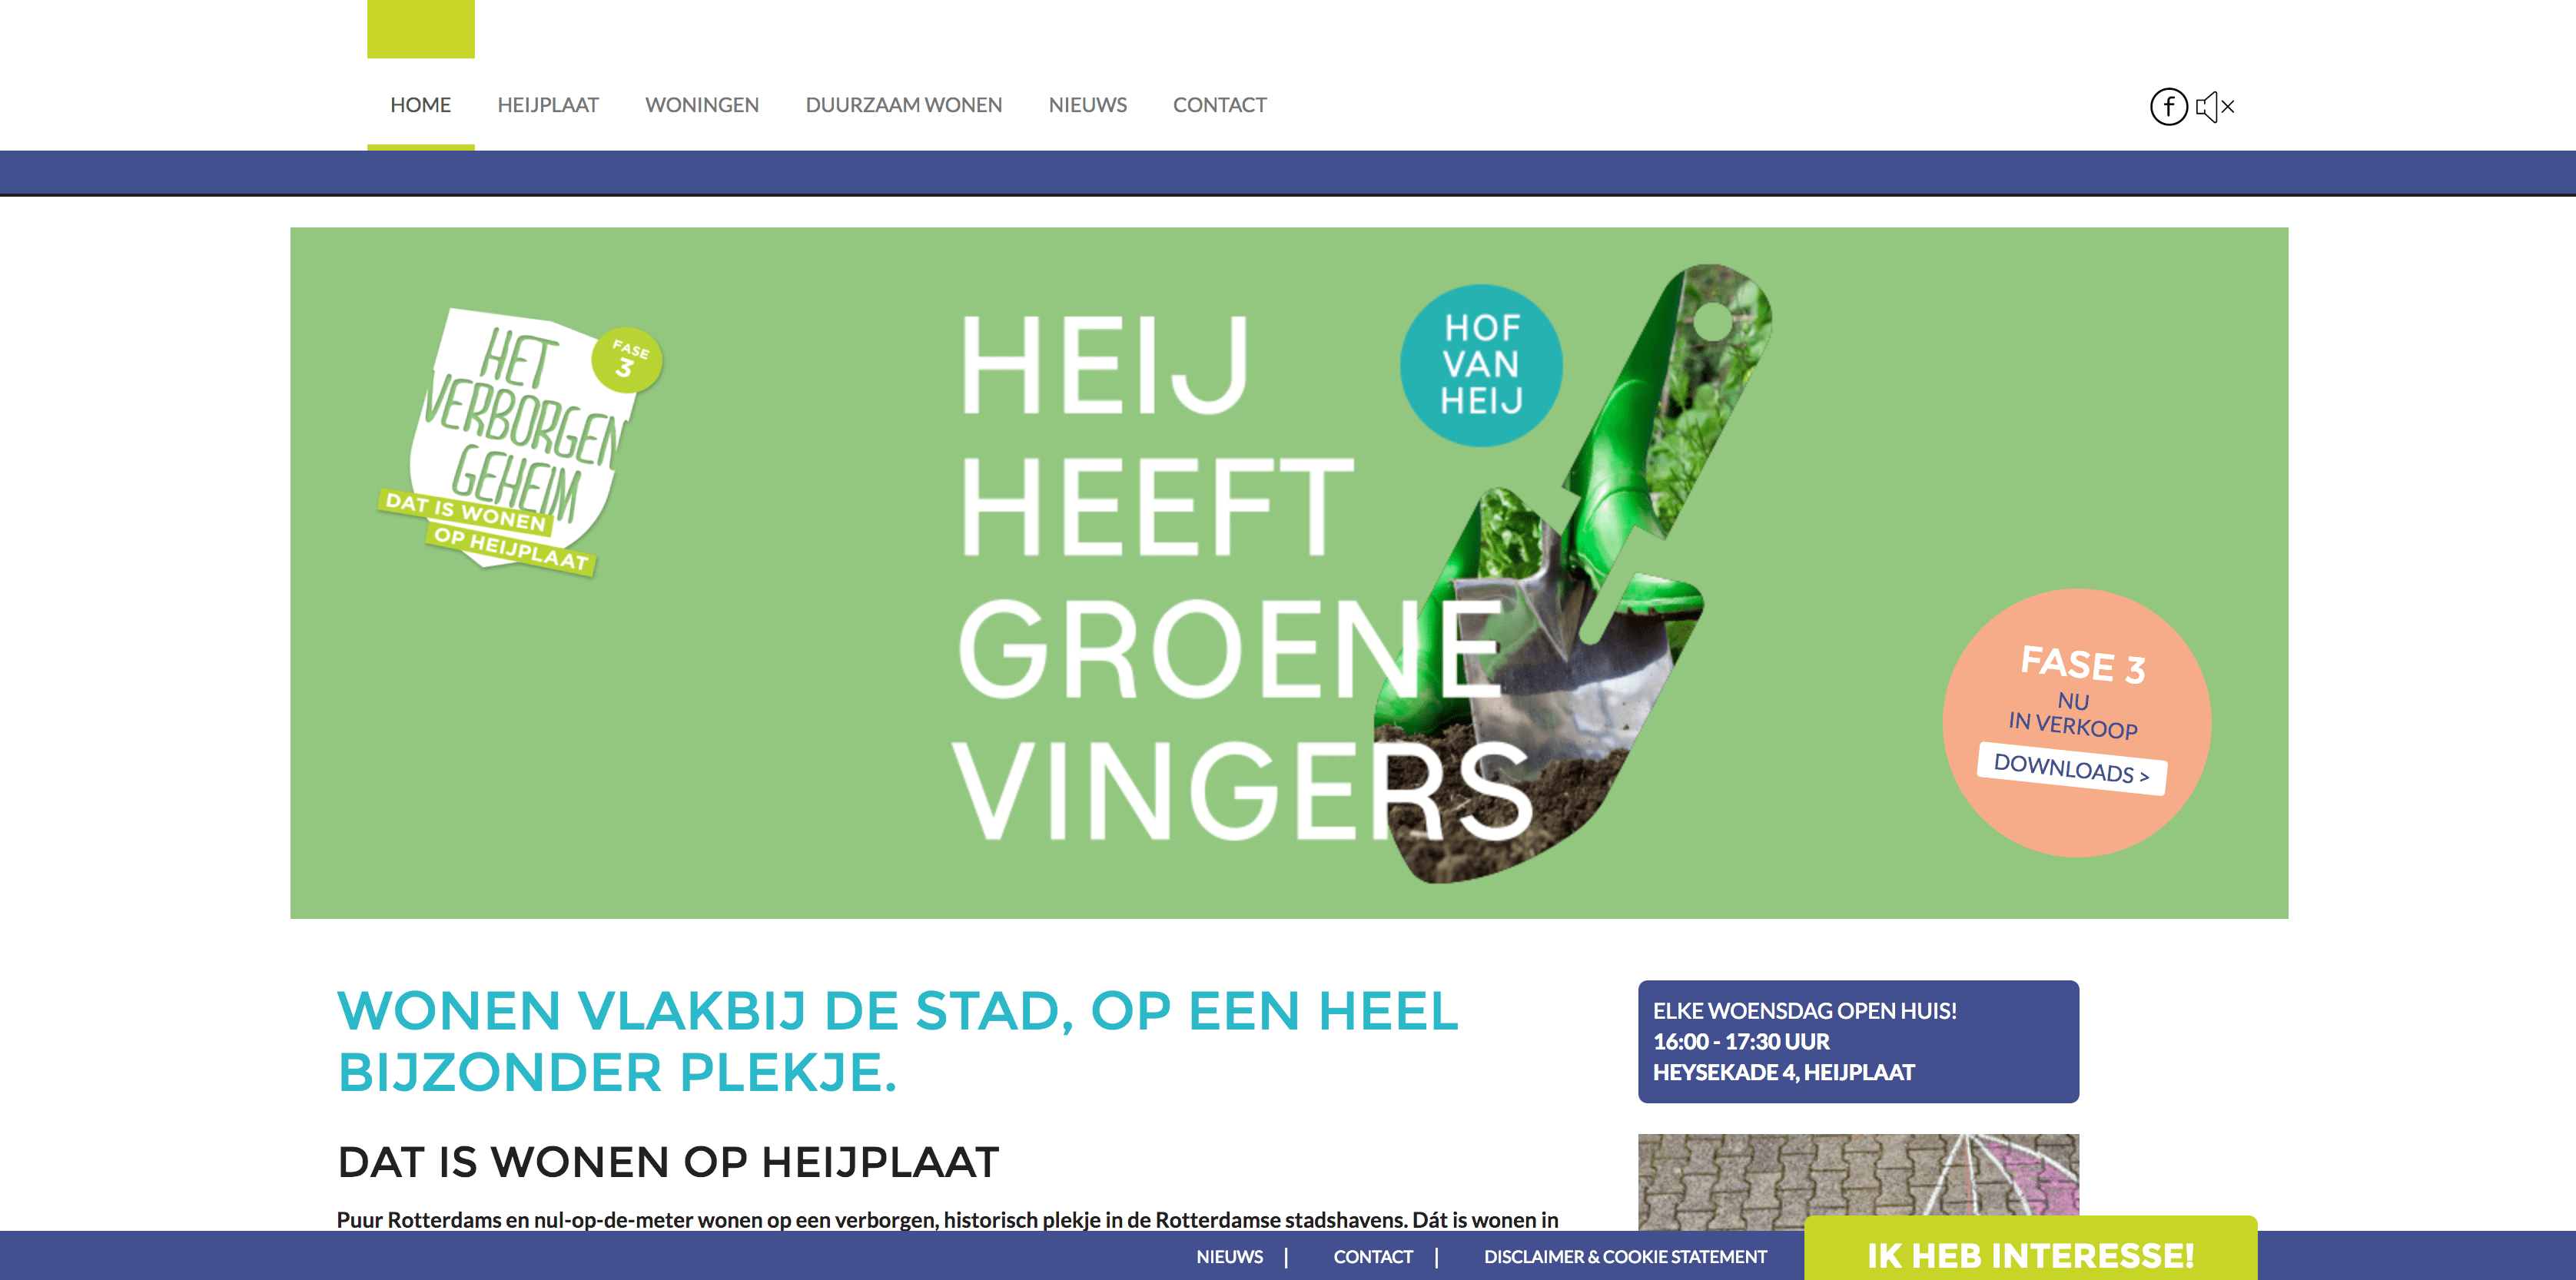 HOME
HEIJPLAAT
WONINGEN
DUURZAAM WONEN
NIEUWS
CONTACT
f
HET
VERBORGEN
GEHEIM
FASE
3
DAT IS WONEN
OP HEIJPLAAT
HEIJ
HEEFT
GROENE
VINGERS
HOF
VAN
HEIJ
FASE 3
NU
IN VERKOOP
DOWNLOADS >
WONEN VLAKBIJ DE STAD, OP EEN HEEL
BIJZONDER PLEKJE.
DAT IS WONEN OP HEIJPLAAT
Puur Rotterdams en nul-op-de-meter wonen op een verborgen, historisch plekje in de Rotterdamse stadshavens. Dát is wonen in
ELKE WOENSDAG OPEN HUIS!
16:00 - 17:30 UUR
HEYSEKADE 4, HEIJPLAAT
NIEUWS |
CONTACT |
DISCLAIMER & COOKIE STATEMENT
IK HEB INTERESSE!